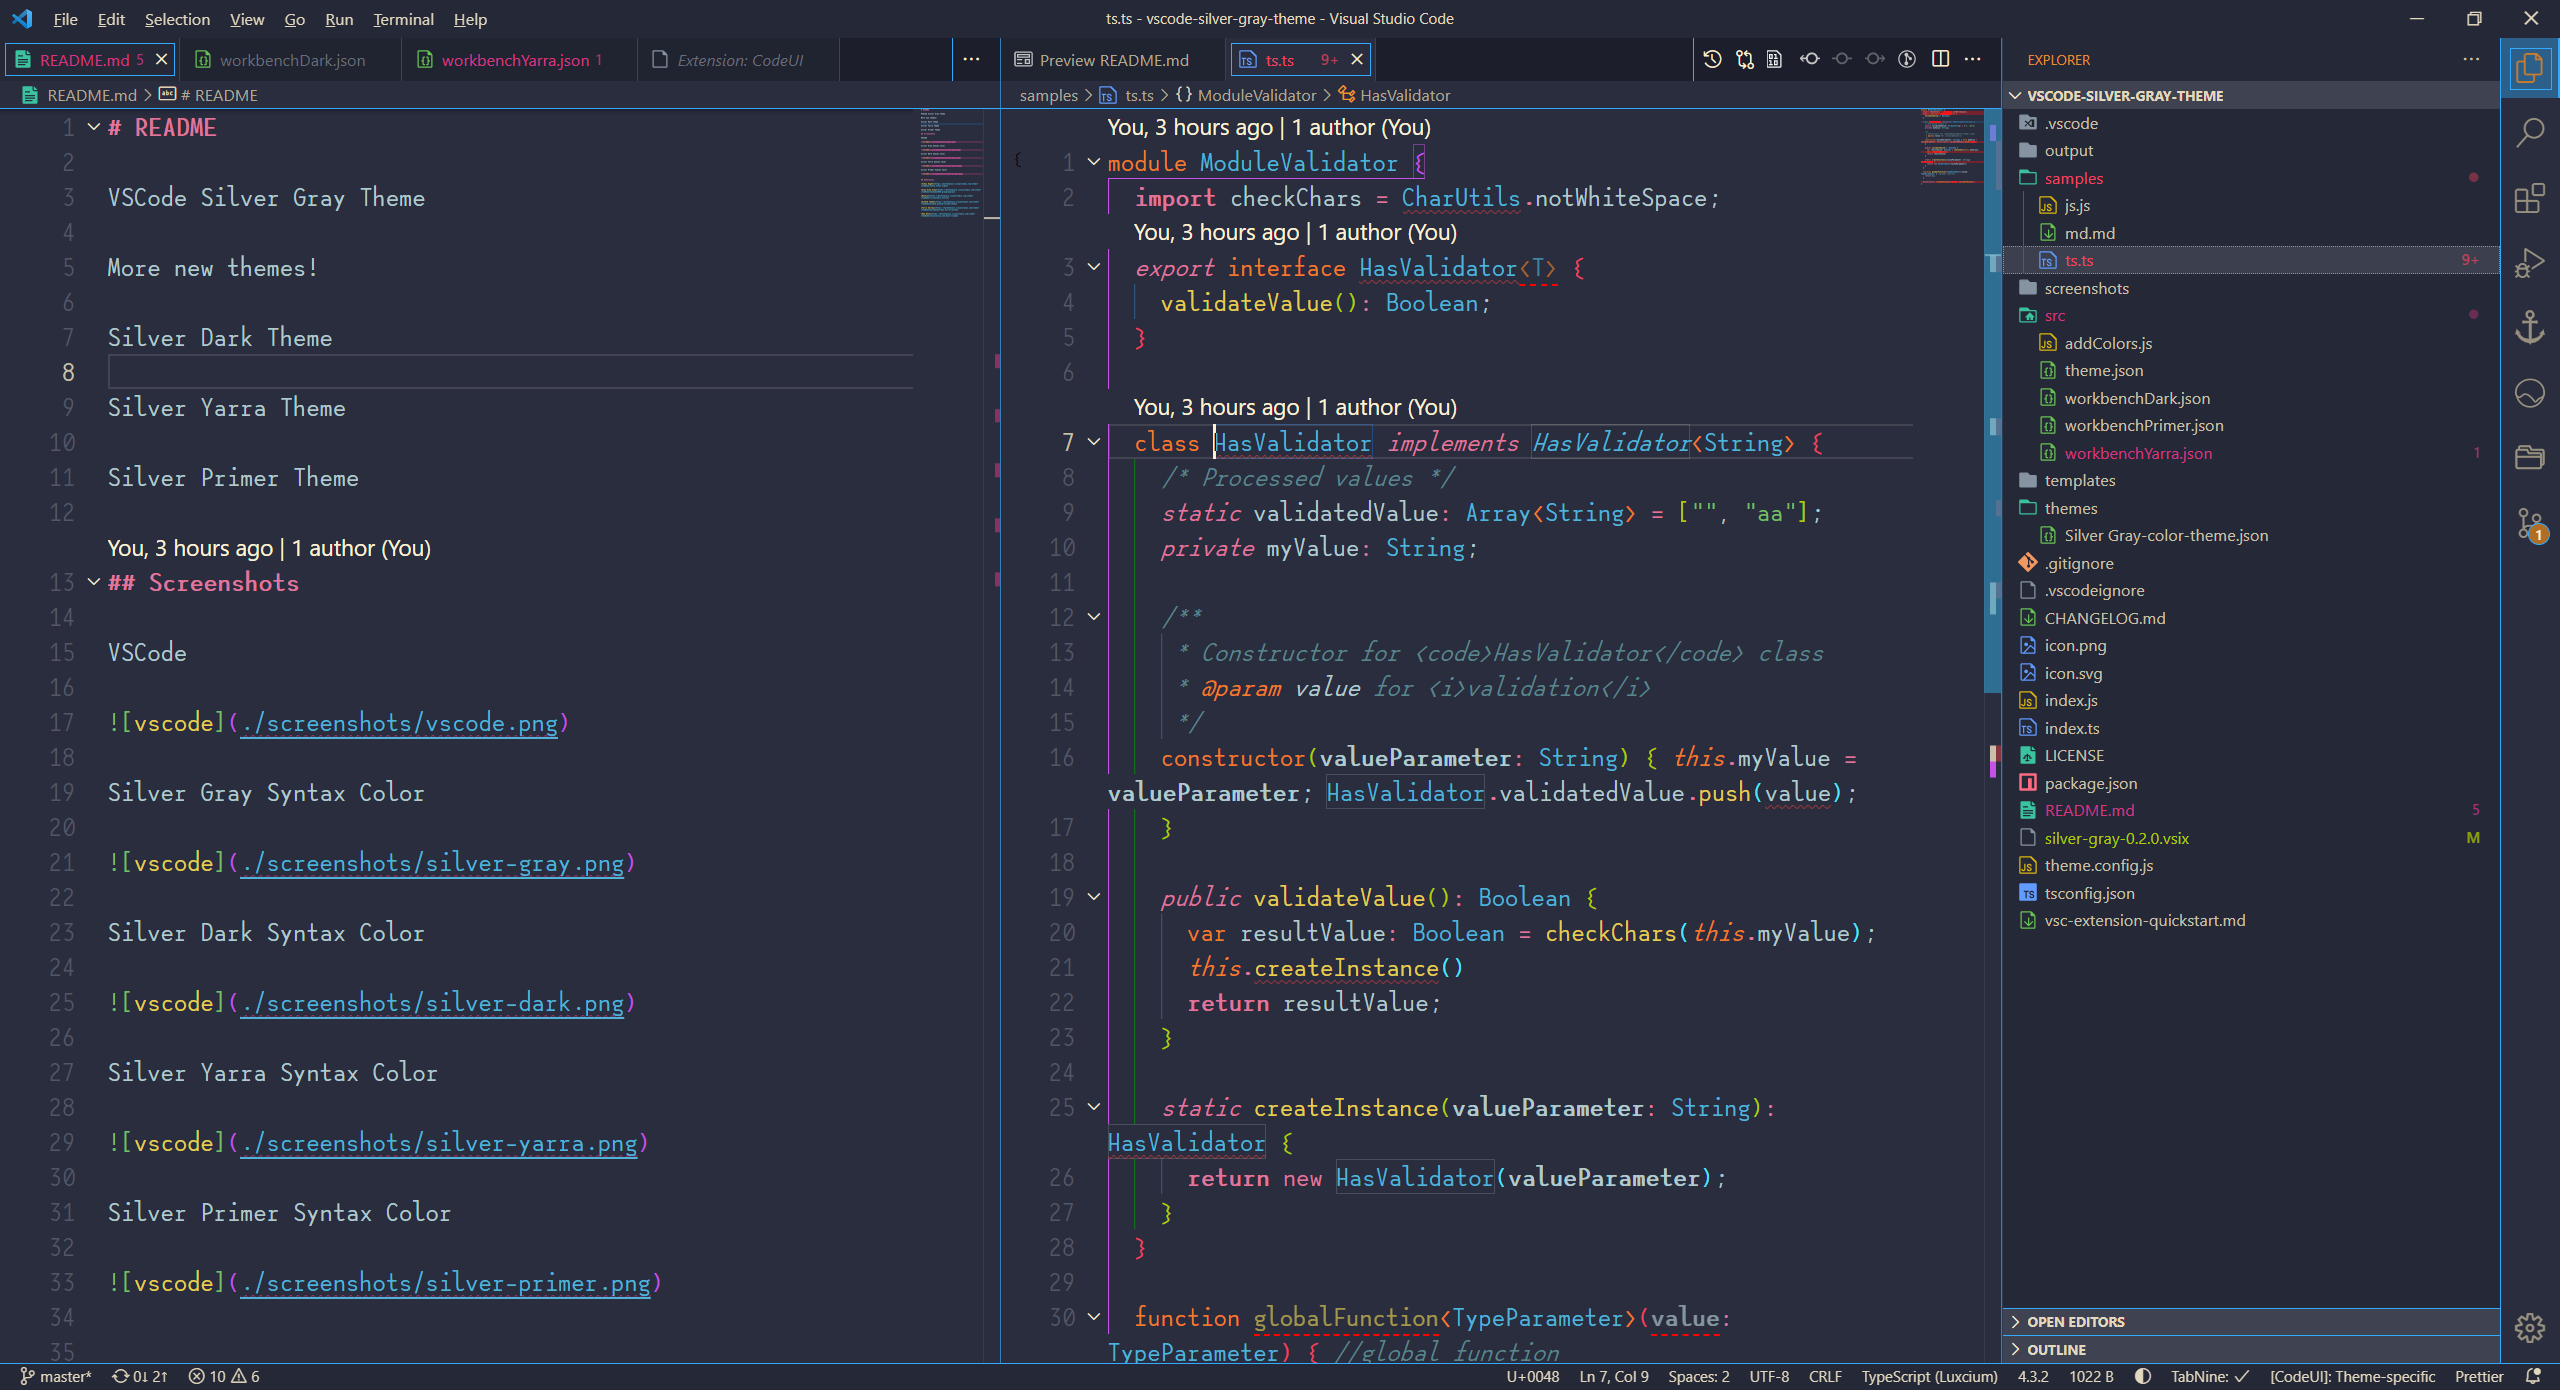 File Edit Selection View Go Run Terminal Help
ts.ts - vscode-silver-gray-theme - Visual Studio Code
README.md 5
workbenchDark.json
workbenchYarra.json 1
Extension: CodeUI
README.md > # README
1 # README
2
3 VSCode Silver Gray Theme
4
5 More new themes!
6
7 Silver Dark Theme
8
9 Silver Yarra Theme
10
11 Silver Primer Theme
12
You, 3 hours ago | 1 author (You)
13 ## Screenshots
14
15 VSCode
16
17 ![vscode](./screenshots/vscode.png)
18
19 Silver Gray Syntax Color
20
21 ![vscode](./screenshots/silver-gray.png)
22
23 Silver Dark Syntax Color
24
25 ![vscode](./screenshots/silver-dark.png)
26
27 Silver Yarra Syntax Color
28
29 ![vscode](./screenshots/silver-yarra.png)
30
31 Silver Primer Syntax Color
32
33 ![vscode](./screenshots/silver-primer.png)
34
35
Preview README.md
TS ts.ts 9+
samples > TS ts.ts > {} ModuleValidator > HasValidator
You, 3 hours ago | 1 author (You)
{ 1 module ModuleValidator {
2 import checkChars = CharUtils.notWhiteSpace;
You, 3 hours ago | 1 author (You)
3 export interface HasValidator<T> {
4 validateValue(): Boolean;
5 }
6
You, 3 hours ago | 1 author (You)
7 class HasValidator implements HasValidator<String> {
8 /* Processed values */
9 static validatedValue: Array<String> = ["", "aa"];
10 private myValue: String;
11
12 /**
13 * Constructor for <code>HasValidator</code> class
14 * @param value for <i>validation</i>
15 */
16 constructor(valueParameter: String) { this.myValue =
valueParameter; HasValidator.validatedValue.push(value);
17 }
18
19 public validateValue(): Boolean {
20 var resultValue: Boolean = checkChars(this.myValue);
21 this.createInstance()
22 return resultValue;
23 }
24
25 static createInstance(valueParameter: String):
HasValidator {
26 return new HasValidator(valueParameter);
27 }
28 }
29
30 function globalFunction<TypeParameter>(value:
TypeParameter) { //global function
EXPLORER
VSCODE-SILVER-GRAY-THEME
.vscode
output
samples
JS js.js
md.md
TS ts.ts 9+
screenshots
src
JS addColors.js
theme.json
workbenchDark.json
workbenchPrimer.json
workbenchYarra.json 1
templates
themes
Silver Gray-color-theme.json
.gitignore
.vscodeignore
CHANGELOG.md
icon.png
icon.svg
JS index.js
TS index.ts
LICENSE
package.json
README.md 5
silver-gray-0.2.0.vsix M
JS theme.config.js
TS tsconfig.json
vsc-extension-quickstart.md
OPEN EDITORS
OUTLINE
1
master* 0↓ 2↑ 10 6
U+0048 Ln 7, Col 9 Spaces: 2 UTF-8 CRLF TypeScript (Luxcium) 4.3.2 1022 B TabNine: ✓ [CodeUI]: Theme-specific Prettier